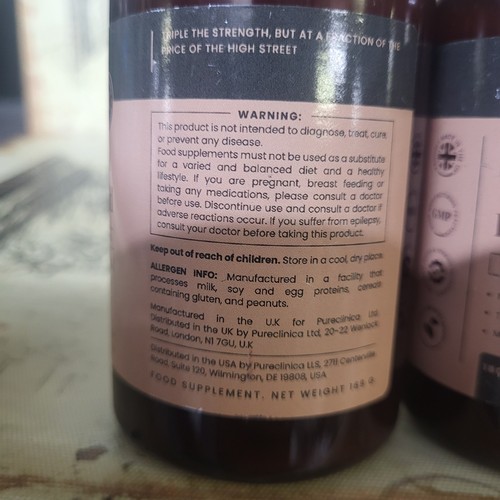 TRIPLE THE STRENGTH, BUT AT A FRACTION OF THE
PRICE OF THE HIGH STREET
WARNING:
This product is not intended to diagnose, treat, cure
or prevent any disease.
Food supplements must not be used as a substitute
for a varied and balanced diet and a healthy
lifestyle. If you are pregnant, breast feeding or
taking any medications, please consult a doctor
before use. Discontinue use and consult a doctor if
adverse reactions occur. If you suffer from epilepsy,
consult your doctor before taking this product.
Keep out of reach of children. Store in a cool, dry place.
ALLERGEN INFO: Manufactured in a facility that
processes milk, soy and egg proteins, cereals
containing gluten, and peanuts.
Manufactured in the U.K for Pureclinica Ltd,
Distributed in the UK by Pureclinica Ltd, 20-22 Wenlock
Road, London, N1 7GU, U.K
Distributed in the USA by Pureclinica LLS, 2711 Centerville
Road, Suite 120, Wilmington, DE 19808, USA
FOOD SUPPLEMENT. NET WEIGHT 168 G
GMP